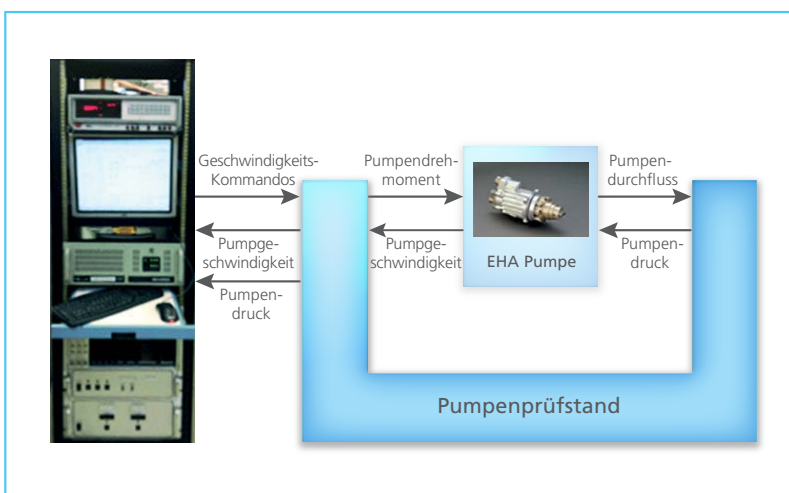 Geschwindigkeits-
Kommandos
Pumpge-
schwindigkeit
Pumpen-
druck
Pumpendreh-
moment
Pumpge-
schwindigkeit
EHA Pumpe
Pumpen-
durchfluss
Pumpen-
druck
Pumpenprüfstand